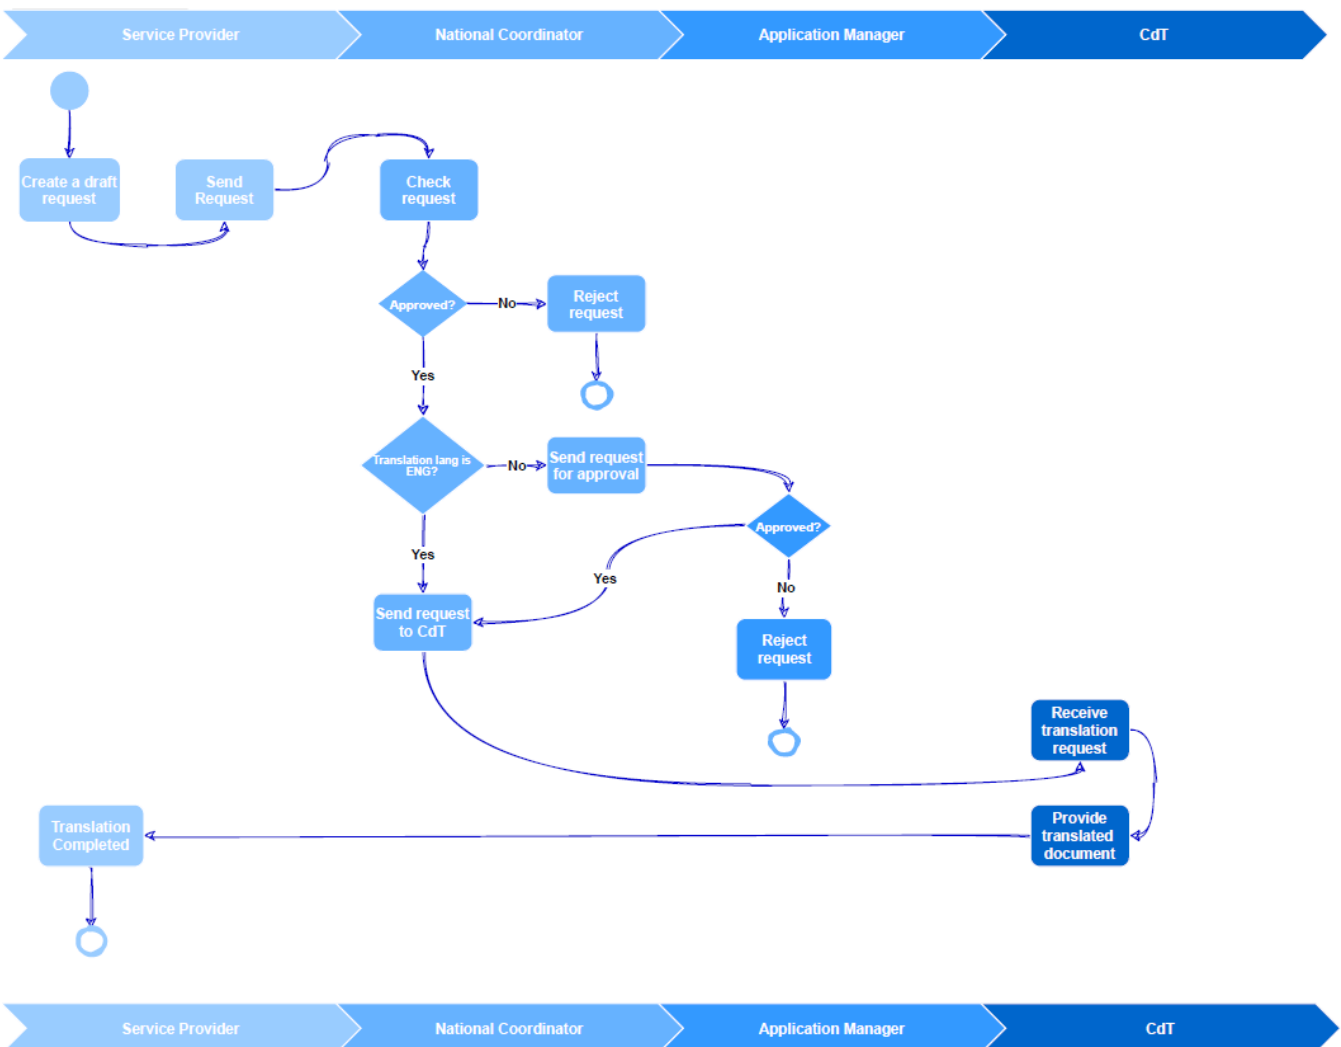 Service Provider
National Coordinator
Application Manager
CdT
Create a draft
request
Send
Request
Check
request
Approved?
No
Reject
request
Yes
Translation lang is
ENG?
No
Send request
for approval
Approved?
Yes
Yes
No
Send request
to CdT
Reject
request
Receive
translation
request
Translation
Completed
Provide
translated
document
Service Provider
National Coordinator
Application Manager
CdT